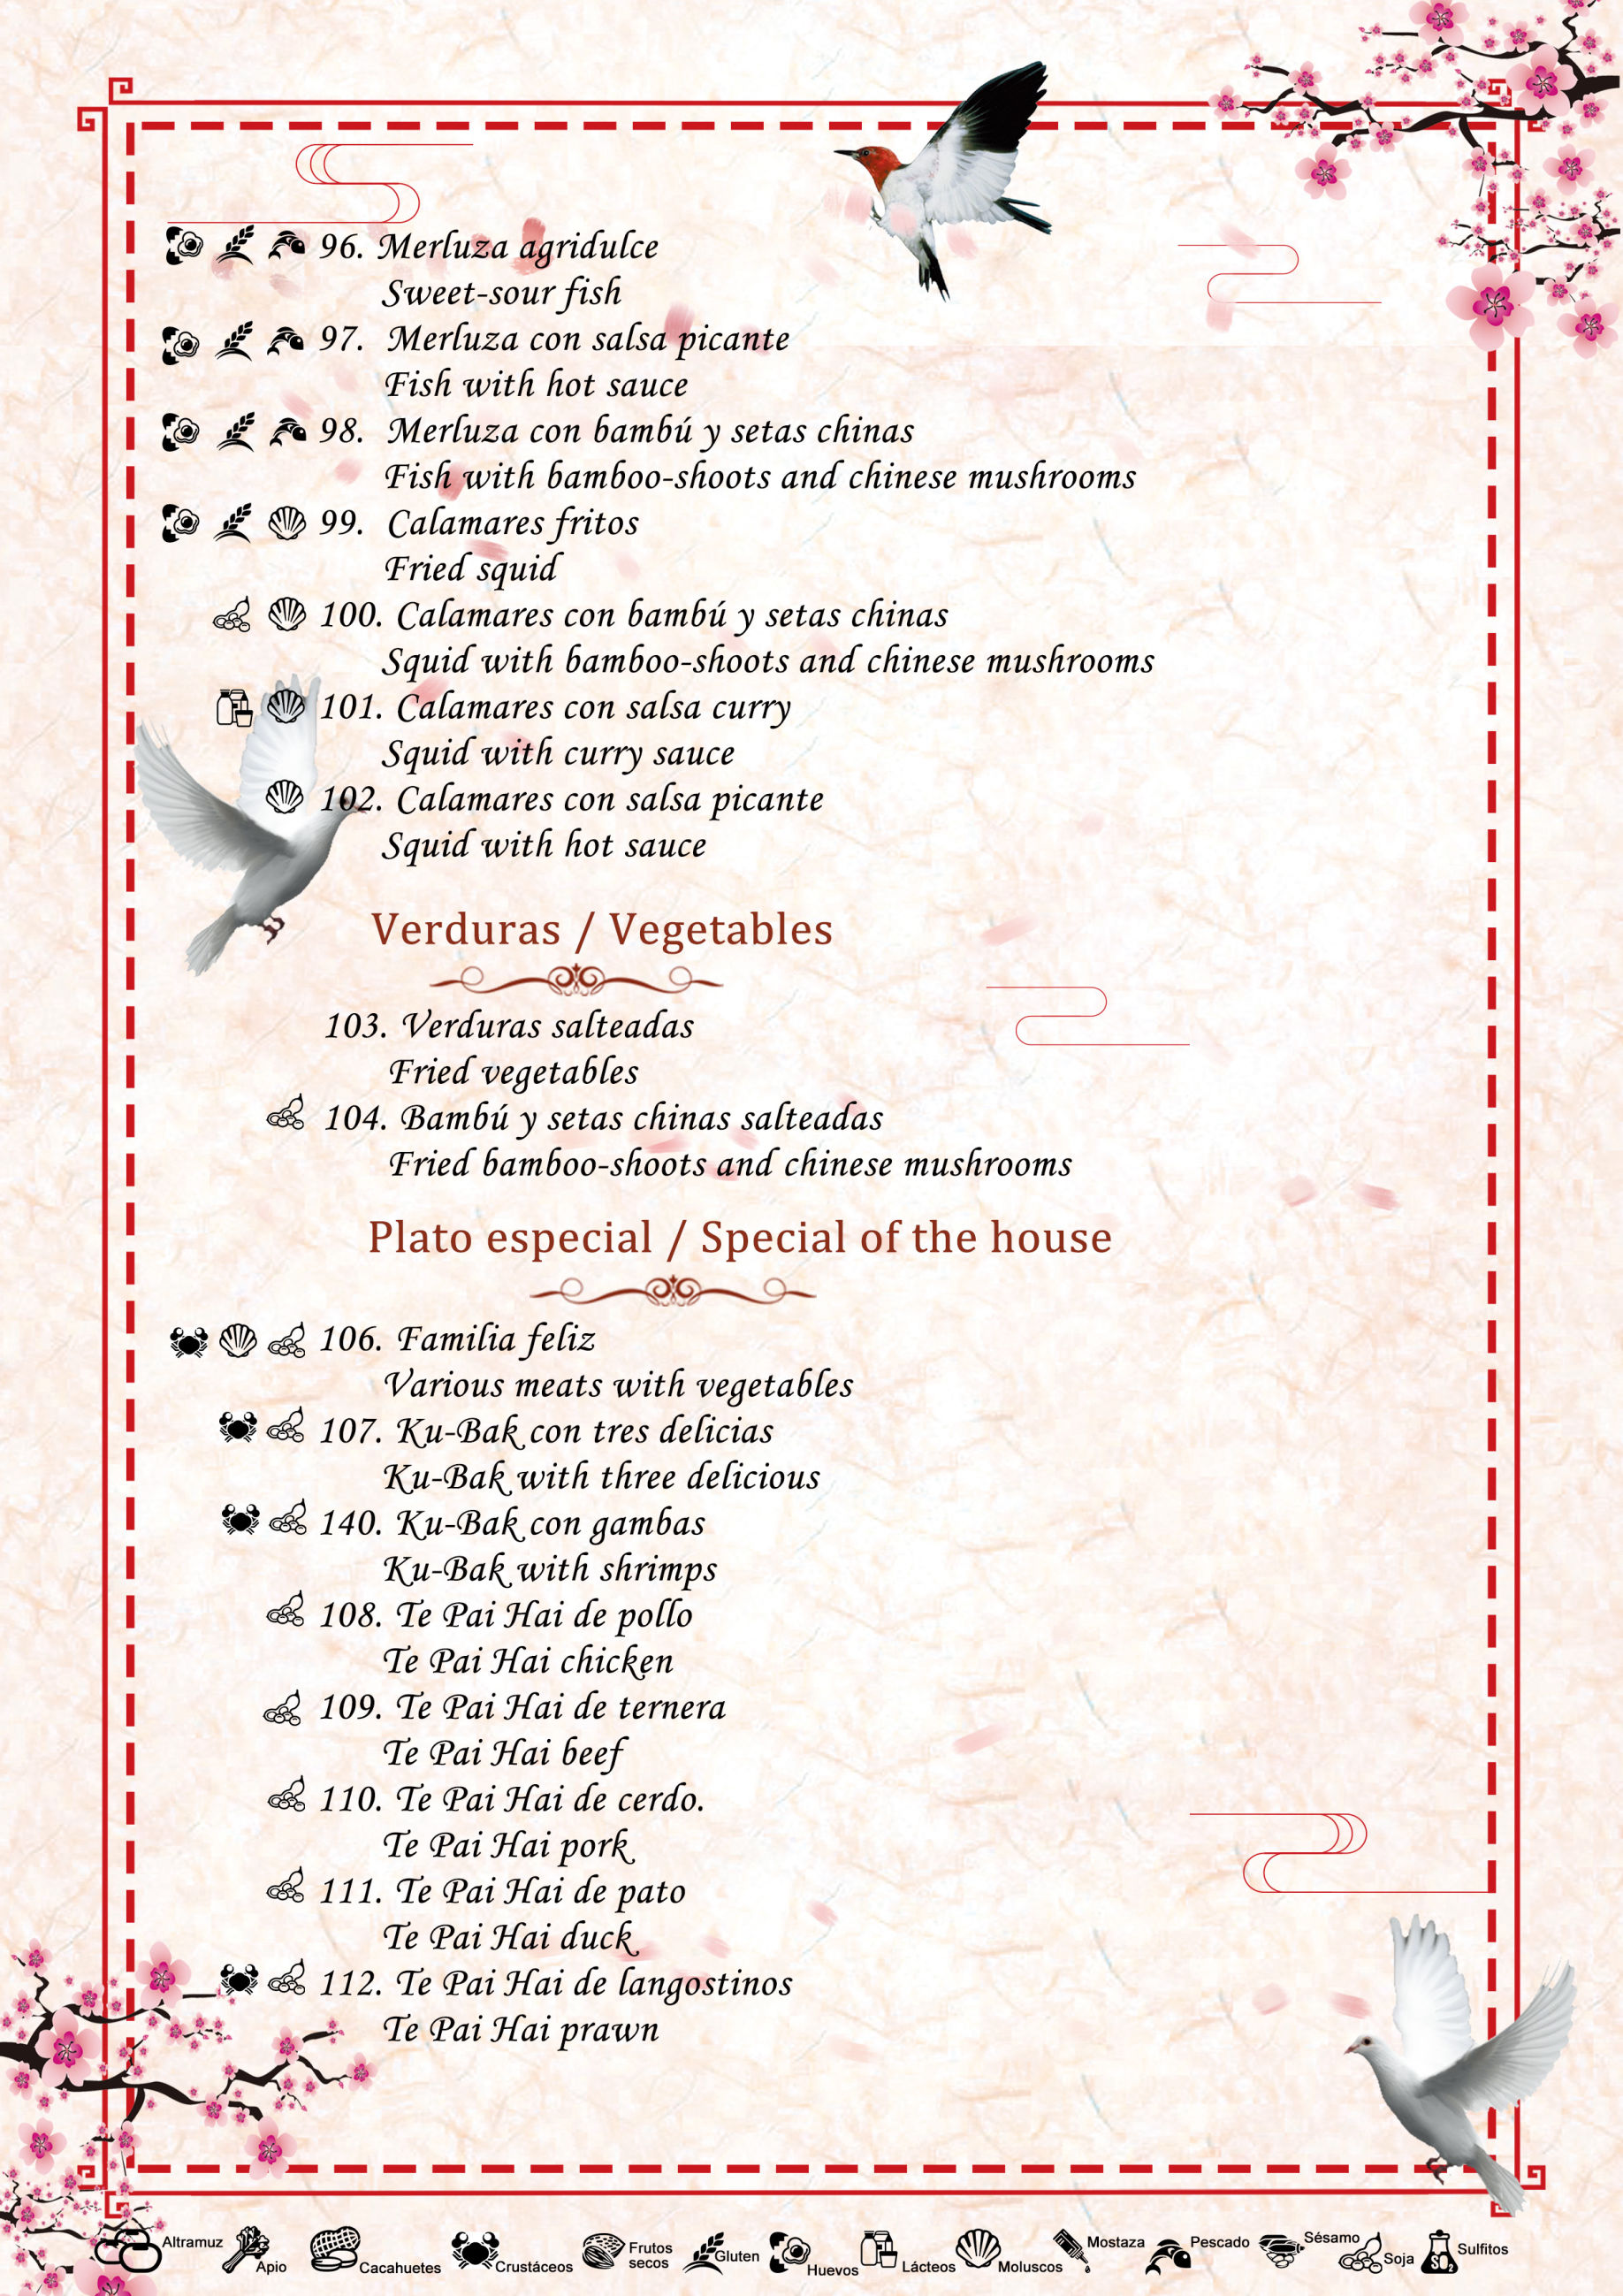 96. Merluza agridulce
Sweet-sour fish
97. Merluza con salsa picante
Fish with hot sauce
98. Merluza con bambú y setas chinas
Fish with bamboo-shoots and chinese mushrooms
99. Calamares fritos
Fried squid
100. Calamares con bambú y setas chinas
Squid with bamboo-shoots and chinese mushrooms
101. Calamares con salsa curry
Squid with curry sauce
102. Calamares con salsa picante
Squid with hot sauce
Verduras / Vegetables
103. Verduras salteadas
Fried vegetables
104. Bambú y setas chinas salteadas
Fried bamboo-shoots and chinese mushrooms
Plato especial / Special of the house
106. Familia feliz
Various meats with vegetables
107. Ku-Bak con tres delicias
Ku-Bak with three delicious
140. Ku-Bak con gambas
Ku-Bak with shrimps
108. Te Pai Hai de pollo
Te Pai Hai chicken
109. Te Pai Hai de ternera
Te Pai Hai beef
110. Te Pai Hai de cerdo.
Te Pai Hai pork
111. Te Pai Hai de pato
Te Pai Hai duck
112. Te Pai Hai de langostinos
Te Pai Hai prawn
Altramuz Apio Cacahuetes Crustáceos Frutos secos Gluten Huevos Lácteos Moluscos Mostaza Pescado Sésamo Soja SO2 Sulfitos